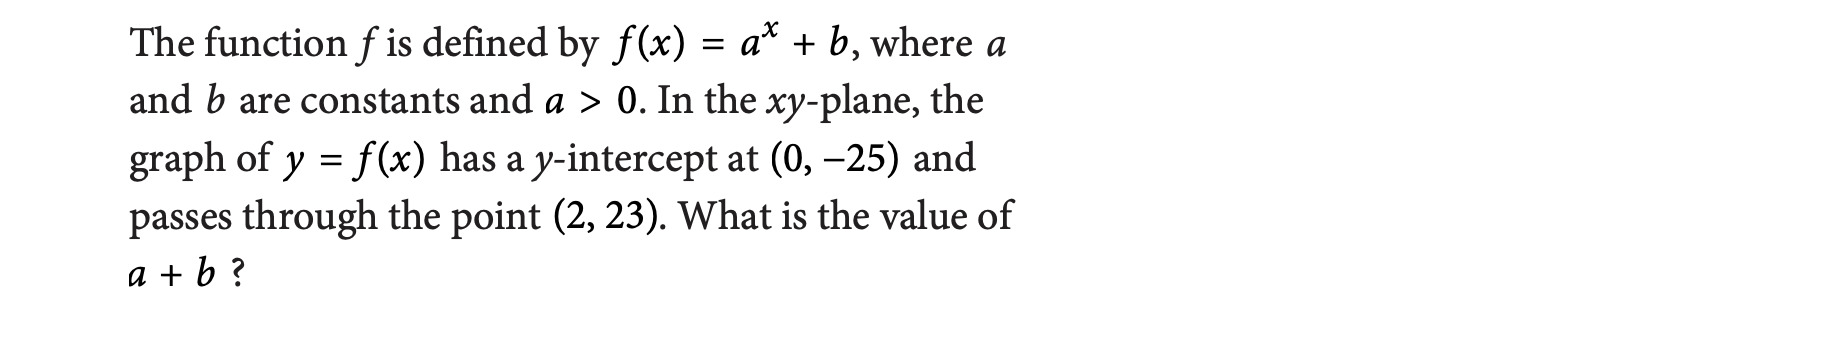 The function f is defined by f(x) = aˣ + b, where a
and b are constants and a > 0. In the xy-plane, the
graph of y = f(x) has a y-intercept at (0, −25) and
passes through the point (2, 23). What is the value of
a + b ?